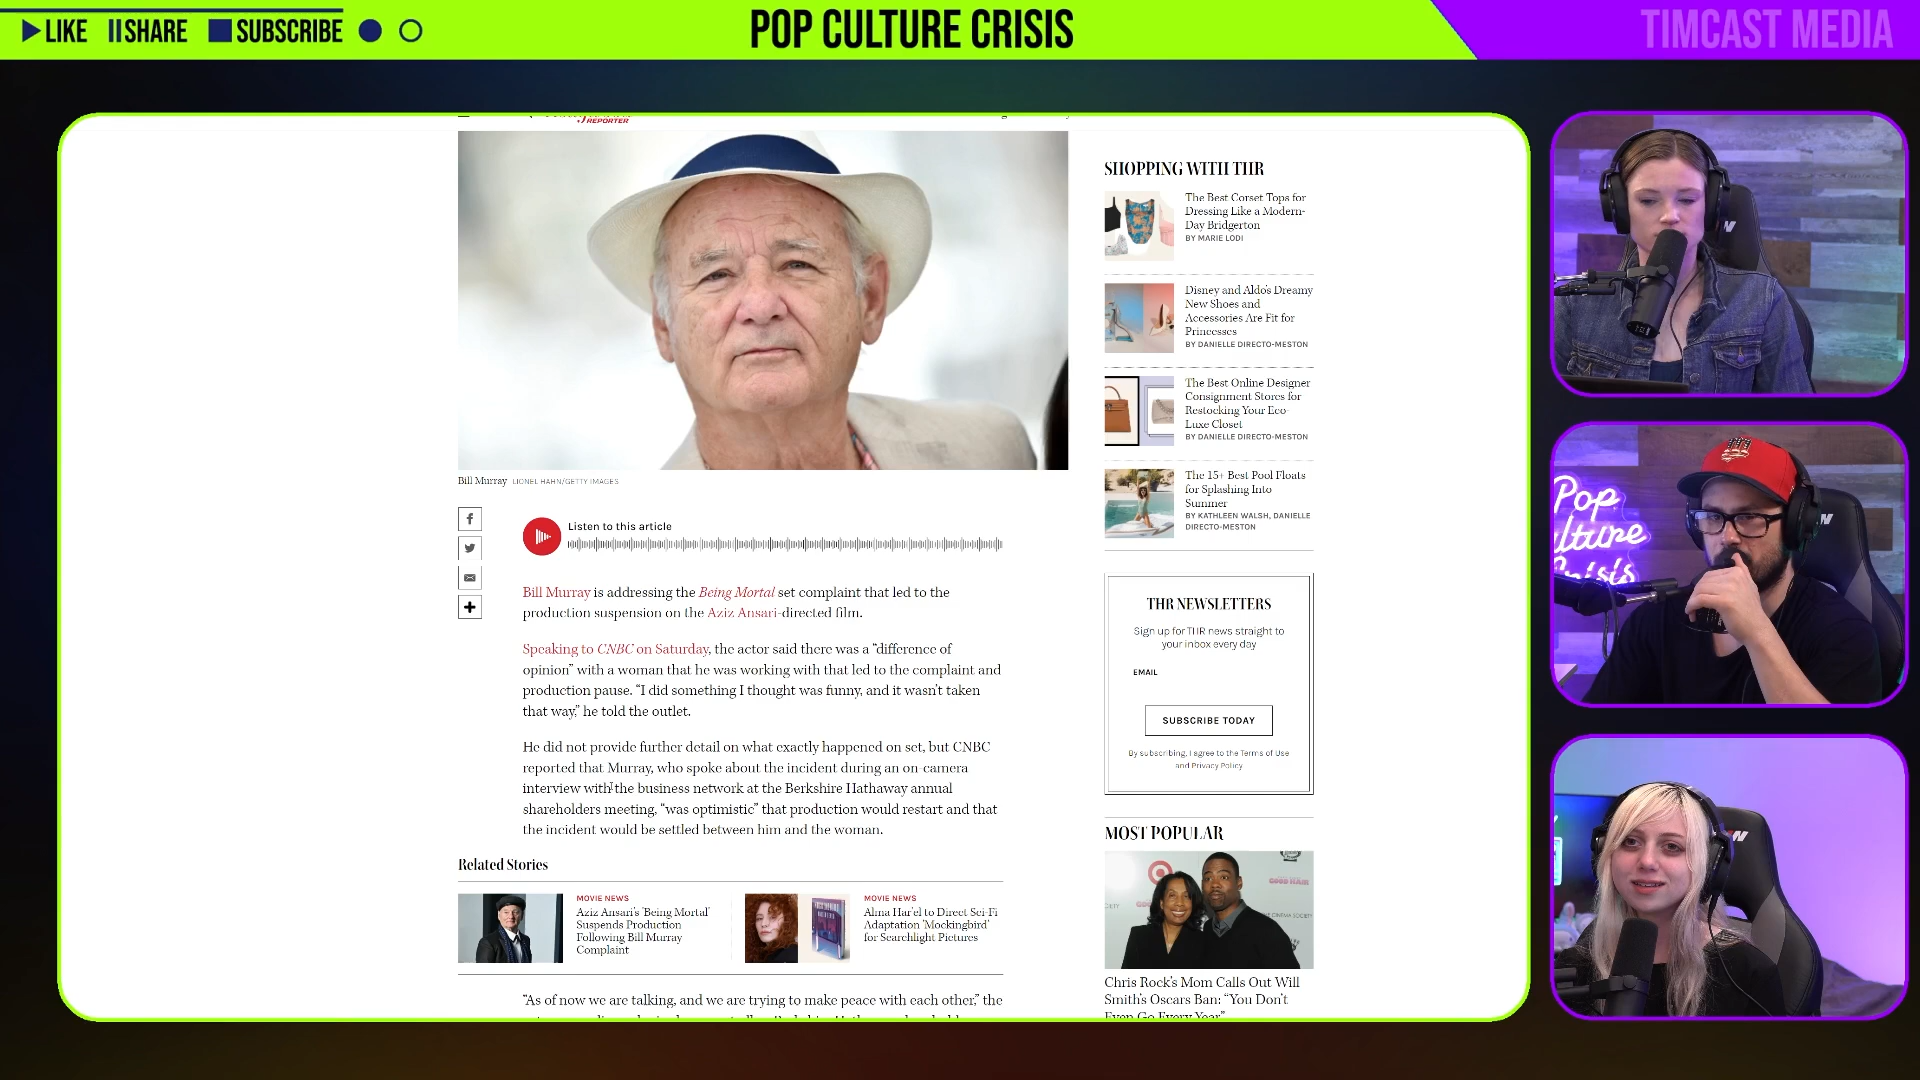 LIKE
SHARE
SUBSCRIBE
POP CULTURE CRISIS
TIMCAST MEDIA
REPORTER
Bill Murray LIONEL HAHN/GETTY IMAGES
Listen to this article
Bill Murray is addressing the Being Mortal set complaint that led to the
production suspension on the Aziz Ansari-directed film.
Speaking to CNBC on Saturday, the actor said there was a “difference of
opinion” with a woman that he was working with that led to the complaint and
production pause. “I did something I thought was funny, and it wasn’t taken
that way,” he told the outlet.
He did not provide further detail on what exactly happened on set, but CNBC
reported that Murray, who spoke about the incident during an on-camera
interview with the business network at the Berkshire Hathaway annual
shareholders meeting, “was optimistic” that production would restart and that
the incident would be settled between him and the woman.
Related Stories
MOVIE NEWS
Aziz Ansari’s ‘Being Mortal’
Suspends Production
Following Bill Murray
Complaint
MOVIE NEWS
Alma Har’el to Direct Sci-Fi
Adaptation ‘Mockingbird’
for Searchlight Pictures
“As of now we are talking, and we are trying to make peace with each other,” the
SHOPPING WITH THR
The Best Corset Tops for
Dressing Like a Modern-
Day Bridgerton
BY MARIE LODI
Disney and Aldo’s Dreamy
New Shoes and
Accessories Are Fit for
Princesses
BY DANIELLE DIRECTO-MESTON
The Best Online Designer
Consignment Stores for
Restocking Your Eco-
Luxe Closet
BY DANIELLE DIRECTO-MESTON
The 15+ Best Pool Floats
for Splashing Into
Summer
BY KATHLEEN WALSH, DANIELLE
DIRECTO-MESTON
THR NEWSLETTERS
Sign up for THR news straight to
your inbox every day
EMAIL
SUBSCRIBE TODAY
By subscribing, I agree to the Terms of Use
and Privacy Policy
MOST POPULAR
GOOD HAIR
Chris Rock’s Mom Calls Out Will
Smith’s Oscars Ban: “You Don’t
Even Go Every Year”
Pop
ulture
Crisis